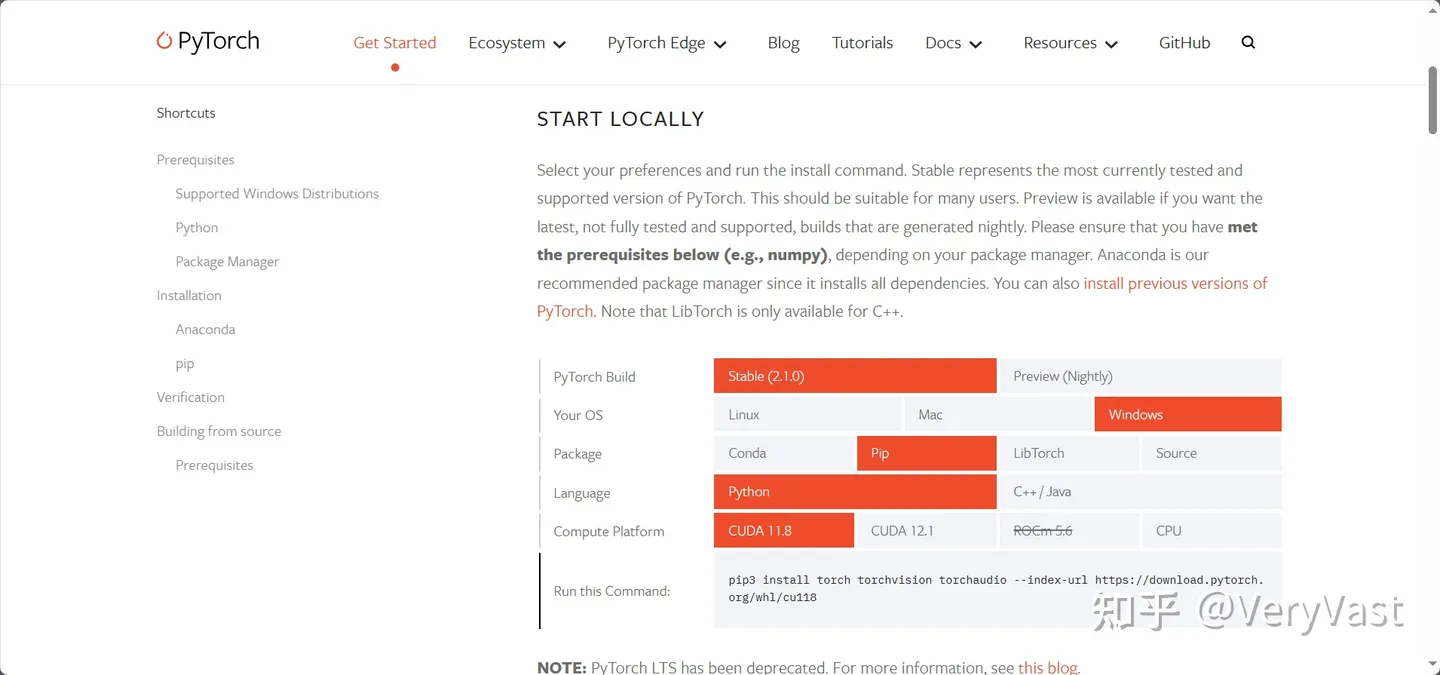 PyTorch
Get Started
Ecosystem
PyTorch Edge
Blog
Tutorials
Docs
Resources
GitHub
Shortcuts
Prerequisites
Supported Windows Distributions
Python
Package Manager
Installation
Anaconda
pip
Verification
Building from source
Prerequisites
START LOCALLY
Select your preferences and run the install command. Stable represents the most currently tested and
supported version of PyTorch. This should be suitable for many users. Preview is available if you want the
latest, not fully tested and supported, builds that are generated nightly. Please ensure that you have met
the prerequisites below (e.g., numpy), depending on your package manager. Anaconda is our
recommended package manager since it installs all dependencies. You can also install previous versions of
PyTorch. Note that LibTorch is only available for C++.
PyTorch Build
Stable (2.1.0)
Preview (Nightly)
Your OS
Linux
Mac
Windows
Package
Conda
Pip
LibTorch
Source
Language
Python
C++ / Java
Compute Platform
CUDA 11.8
CUDA 12.1
ROCm 5.6
CPU
Run this Command:
pip3 install torch torchvision torchaudio --index-url https://download.pytorch.
org/whl/cu118
知乎 @VeryVast
NOTE: PyTorch LTS has been deprecated. For more information, see this blog.